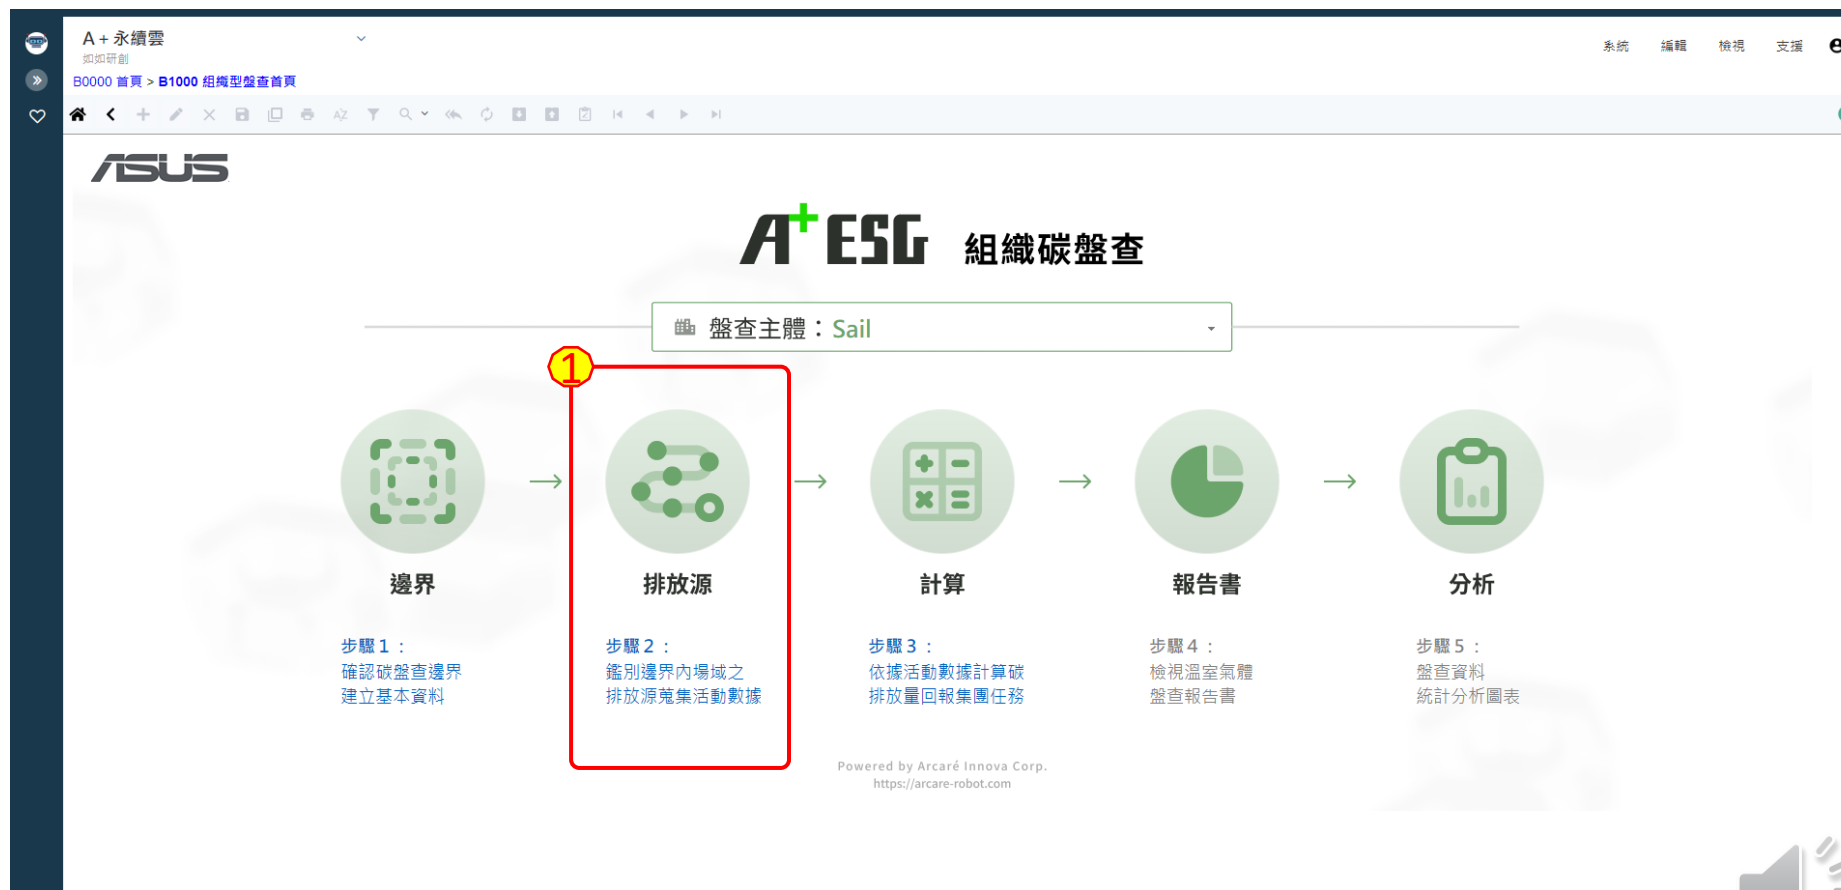 A + 永續雲
如如研創
系統 編輯 檢視 支援
B0000 首頁 > B1000 組織型盤查首頁
AZ
ASUS
A+ESG 組織碳盤查
盤查主體：Sail
1
邊界
排放源
計算
報告書
分析
步驟 1 ：
確認碳盤查邊界
建立基本資料
步驟 2 ：
鑑別邊界內場域之
排放源蒐集活動數據
步驟 3 ：
依據活動數據計算碳
排放量回報集團任務
步驟 4 ：
檢視溫室氣體
盤查報告書
步驟 5 ：
盤查資料
統計分析圖表
Powered by Arcaré Innova Corp.
https://arcare-robot.com